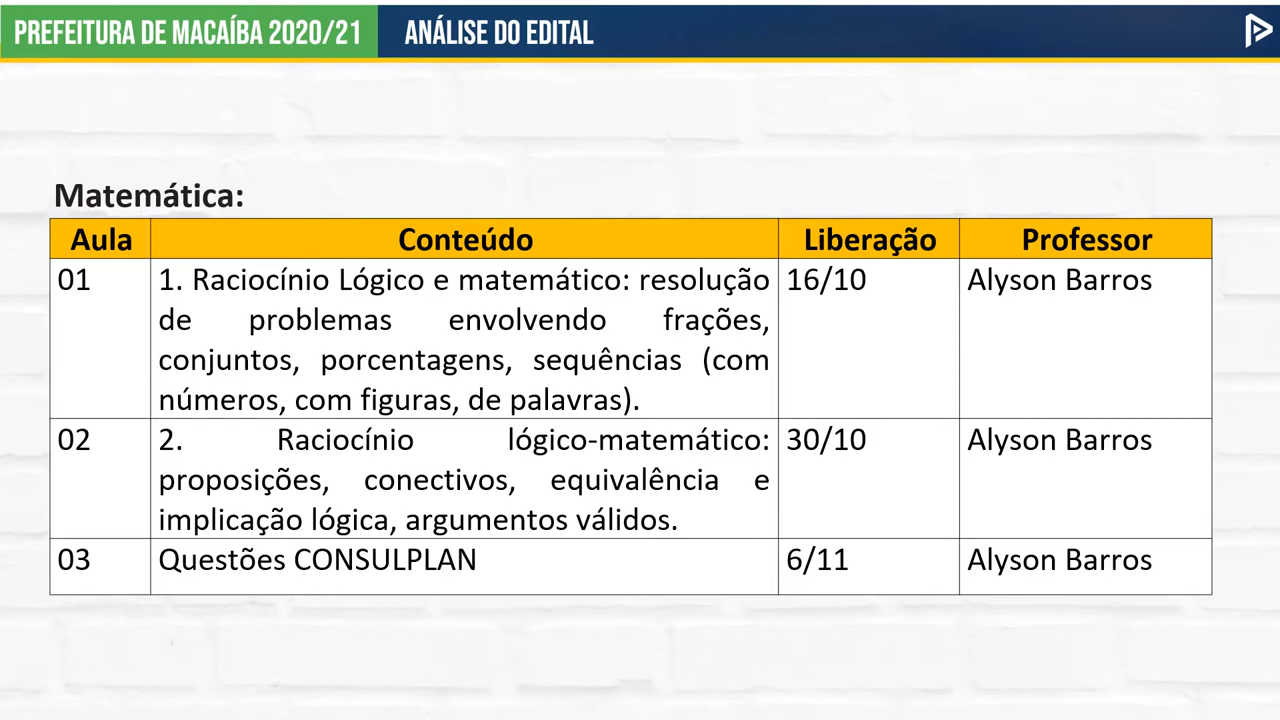 PREFEITURA DE MACAÍBA 2020/21 ANÁLISE DO EDITAL
Matemática:
Aula Conteúdo Liberação Professor
01 1. Raciocínio Lógico e matemático: resolução 16/10 Alyson Barros
de problemas envolvendo frações,
conjuntos, porcentagens, sequências (com
números, com figuras, de palavras).
02 2. Raciocínio lógico-matemático: 30/10 Alyson Barros
proposições, conectivos, equivalência e
implicação lógica, argumentos válidos.
03 Questões CONSULPLAN 6/11 Alyson Barros